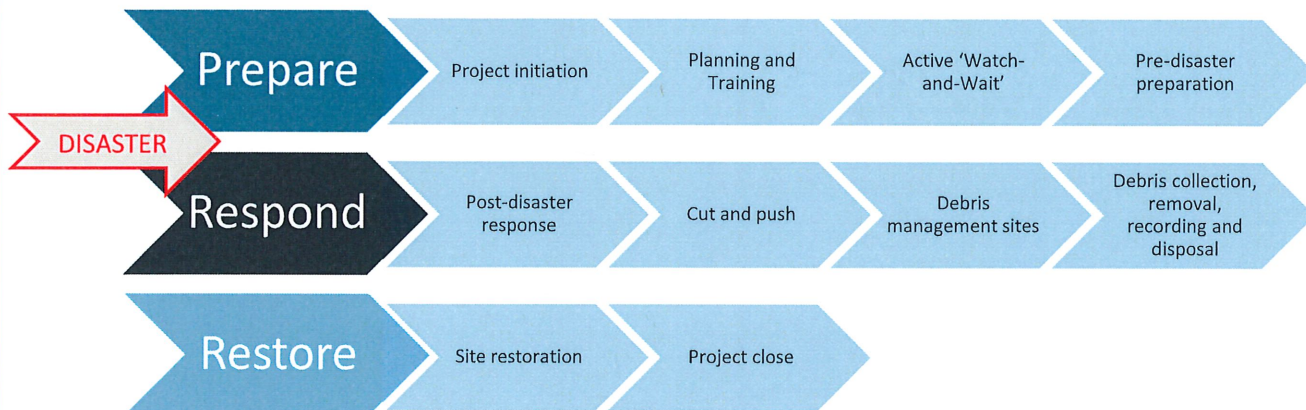 Prepare
Project initiation
Planning and
Training
Active ‘Watch-
and-Wait’
Pre-disaster
preparation
DISASTER
Respond
Post-disaster
response
Cut and push
Debris
management sites
Debris collection,
removal,
recording and
disposal
Restore
Site restoration
Project close